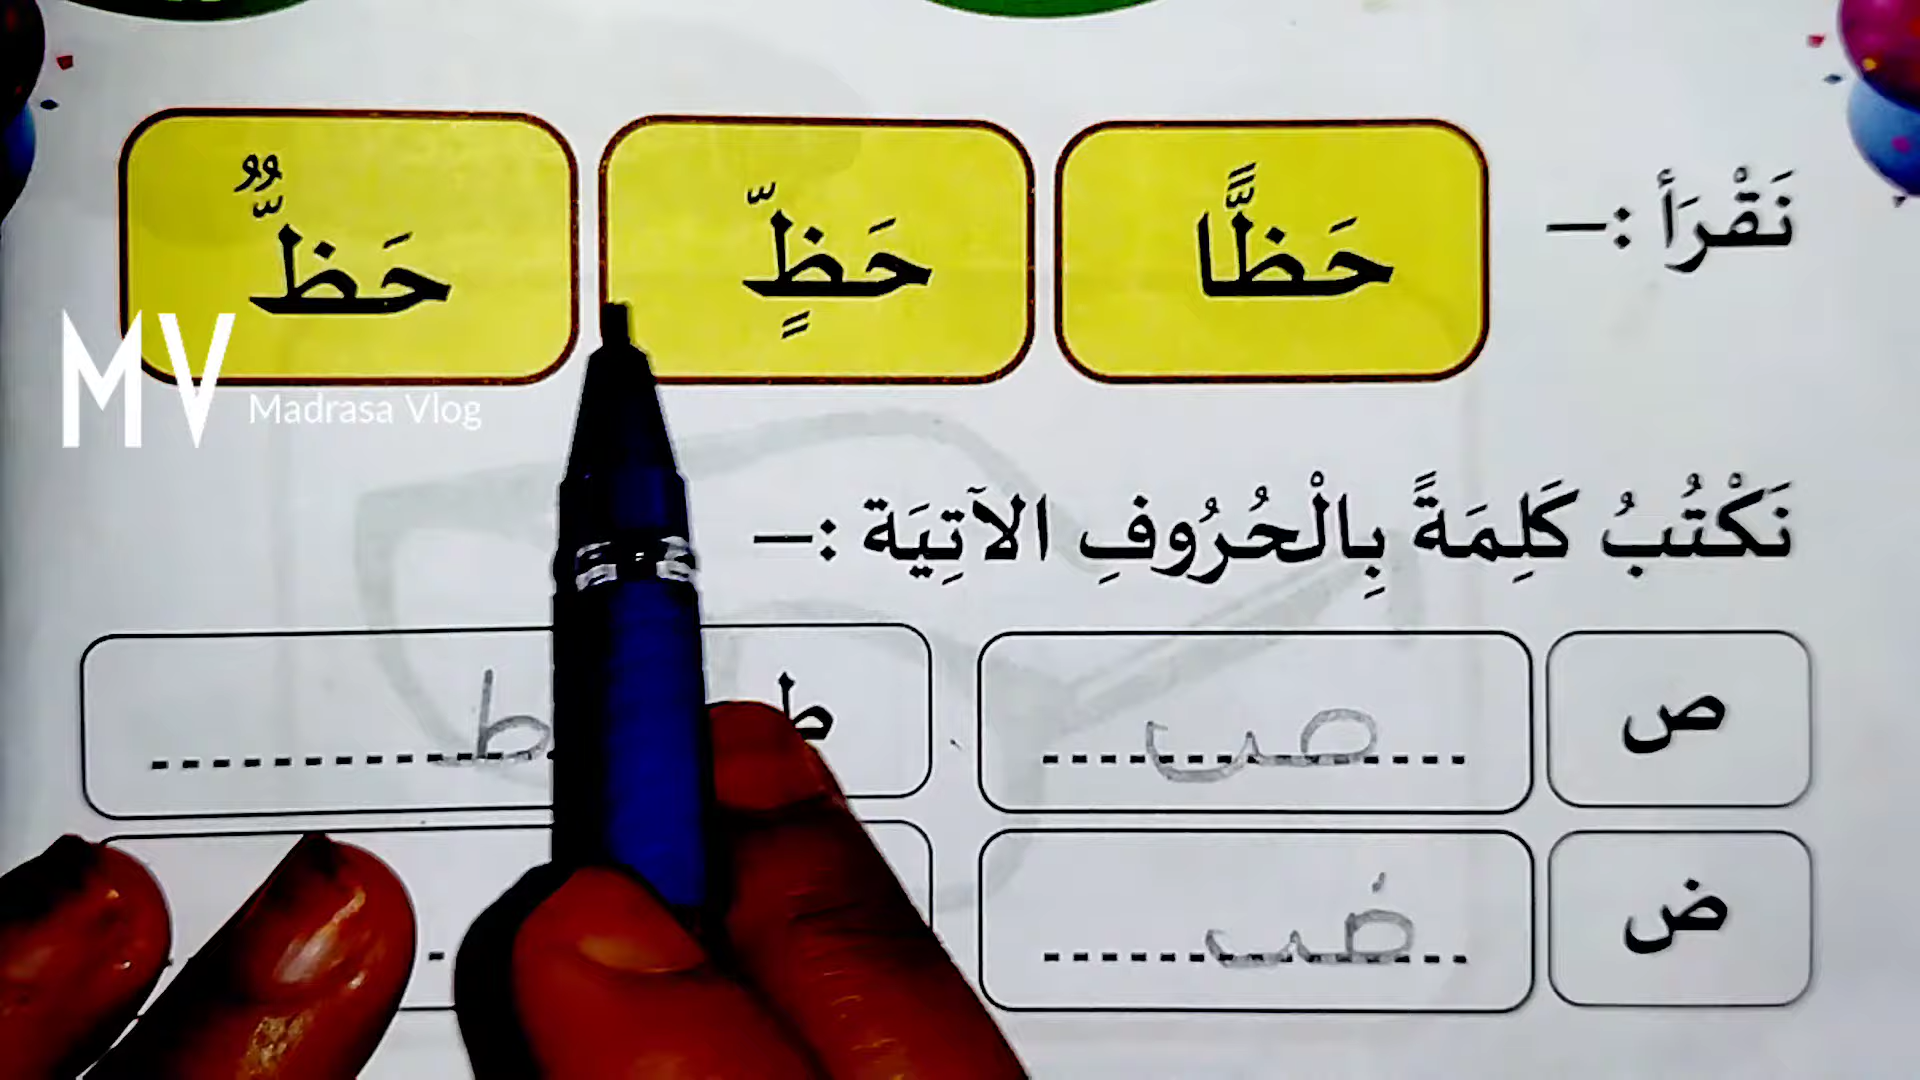 نَقْرَأ :– حَظًّا حَظٍّ حَظٌّ
MV Madrasa Vlog
نَكْتُبُ كَلِمَةً بِالْحُرُوفِ الآتِيَة :–
ص ط ط
ض